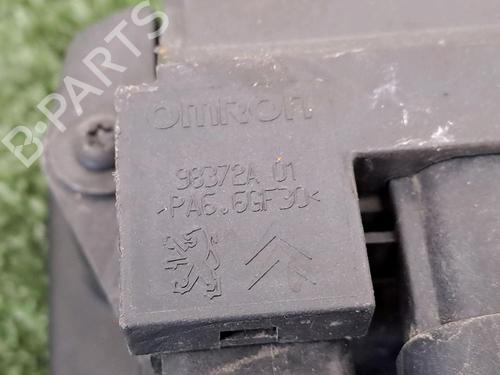 B-PARTS
omron
98372A 01
>PA6.6GF30<